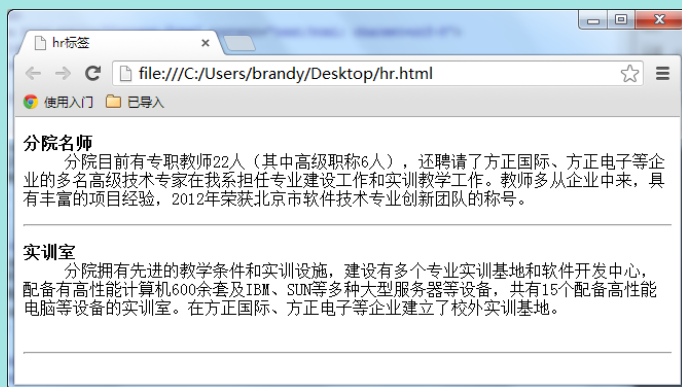 hr标签
file:///C:/Users/brandy/Desktop/hr.html
使用入门 已导入
分院名师
分院目前有专职教师22人（其中高级职称6人），还聘请了方正国际、方正电子等企
业的多名高级技术专家在我系担任专业建设工作和实训教学工作。教师多从企业中来，具
有丰富的项目经验，2012年荣获北京市软件技术专业创新团队的称号。
实训室
分院拥有先进的教学条件和实训设施，建设有多个专业实训基地和软件开发中心，
配备有高性能计算机600余套及IBM、SUN等多种大型服务器等设备，共有15个配备高性能
电脑等设备的实训室。在方正国际、方正电子等企业建立了校外实训基地。